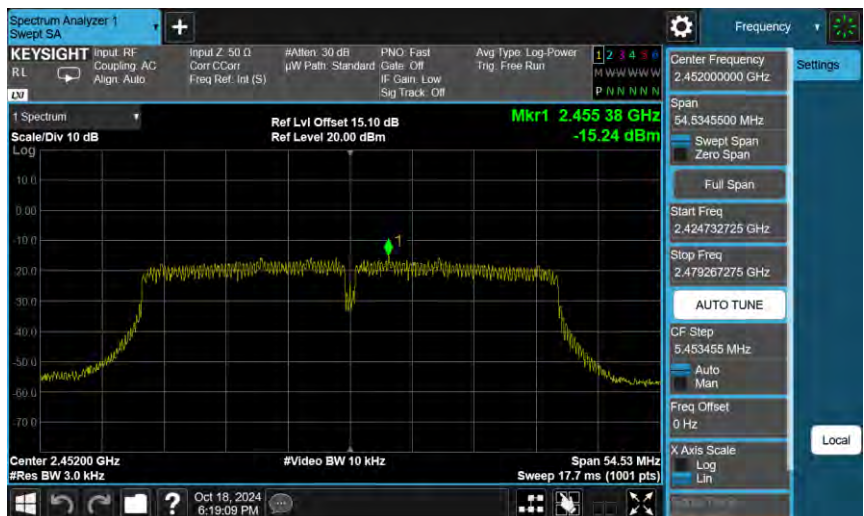 Spectrum Analyzer 1
Swept SA
+
Frequency
KEYSIGHT
RL
LXI
Input: RF
Coupling: AC
Align: Auto
Input Z: 50 Ω
Corr CCorr
Freq Ref: Int (S)
#Atten: 30 dB
µW Path: Standard
PNO: Fast
Gate: Off
IF Gain: Low
Sig Track: Off
Avg Type: Log-Power
Trig: Free Run
1 2 3 4 5 6
M W W W W W
P N N N N N
1 Spectrum
Scale/Div 10 dB
Log
Ref Lvl Offset 15.10 dB
Ref Level 20.00 dBm
Mkr1 2.455 38 GHz
-15.24 dBm
10.0
0.00
-10.0
-20.0
-30.0
-40.0
-50.0
-60.0
-70.0
1
Center 2.45200 GHz
#Res BW 3.0 kHz
#Video BW 10 kHz
Span 54.53 MHz
Sweep 17.7 ms (1001 pts)
?
Oct 18, 2024
6:19:09 PM
Center Frequency
2.452000000 GHz
Settings
Span
54.5345500 MHz
Swept Span
Zero Span
Full Span
Start Freq
2.424732725 GHz
Stop Freq
2.479267275 GHz
AUTO TUNE
CF Step
5.453455 MHz
Auto
Man
Freq Offset
0 Hz
Local
X Axis Scale
Log
Lin